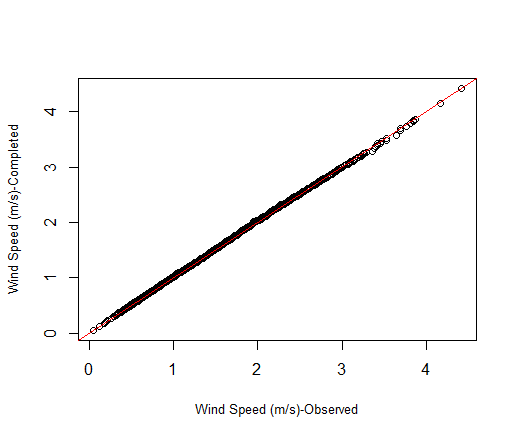 Wind Speed (m/s)-Completed
4
3
2
1
0
0 1 2 3 4
Wind Speed (m/s)-Observed